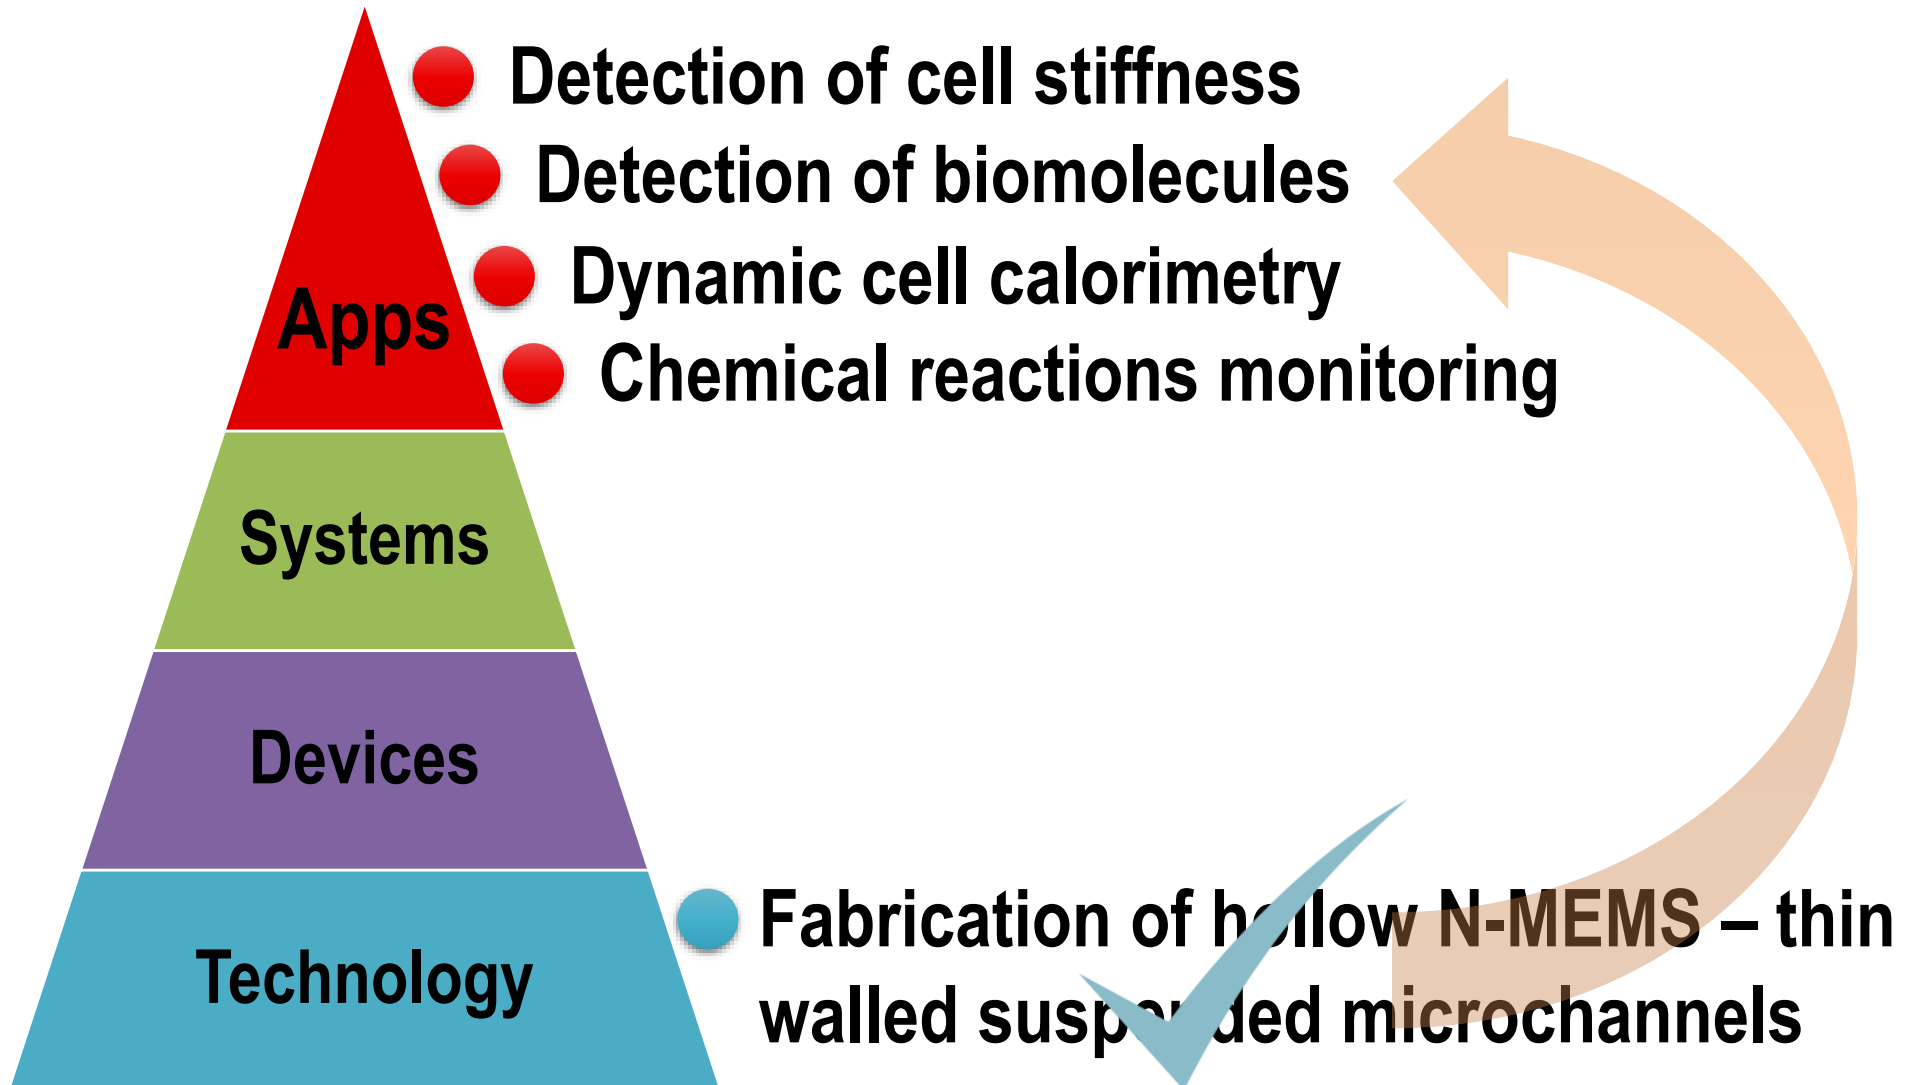 Detection of cell stiffness
Detection of biomolecules
Dynamic cell calorimetry
Apps
Chemical reactions monitoring
Systems
Devices
Fabrication of hollow N-MEMS – thin
walled suspended microchannels
Technology